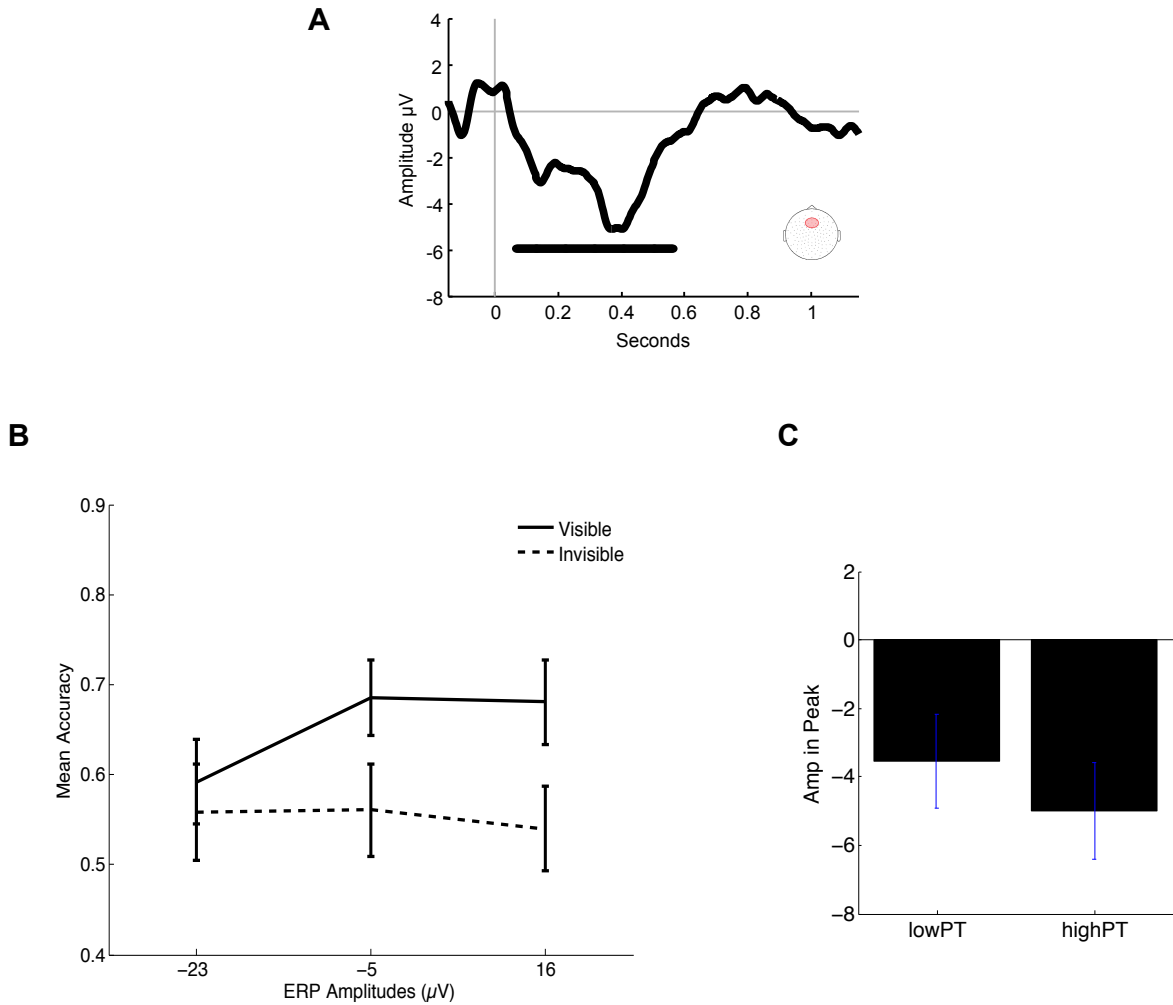 A
4
2
0
-2
-4
-6
-8
Amplitude µV
0 0.2 0.4 0.6 0.8 1
Seconds
B
0.9
0.8
0.7
0.6
0.5
0.4
Mean Accuracy
Visible
Invisible
−23 −5 16
ERP Amplitudes (µV)
C
2
0
−2
−4
−6
−8
Amp in Peak
lowPT highPT